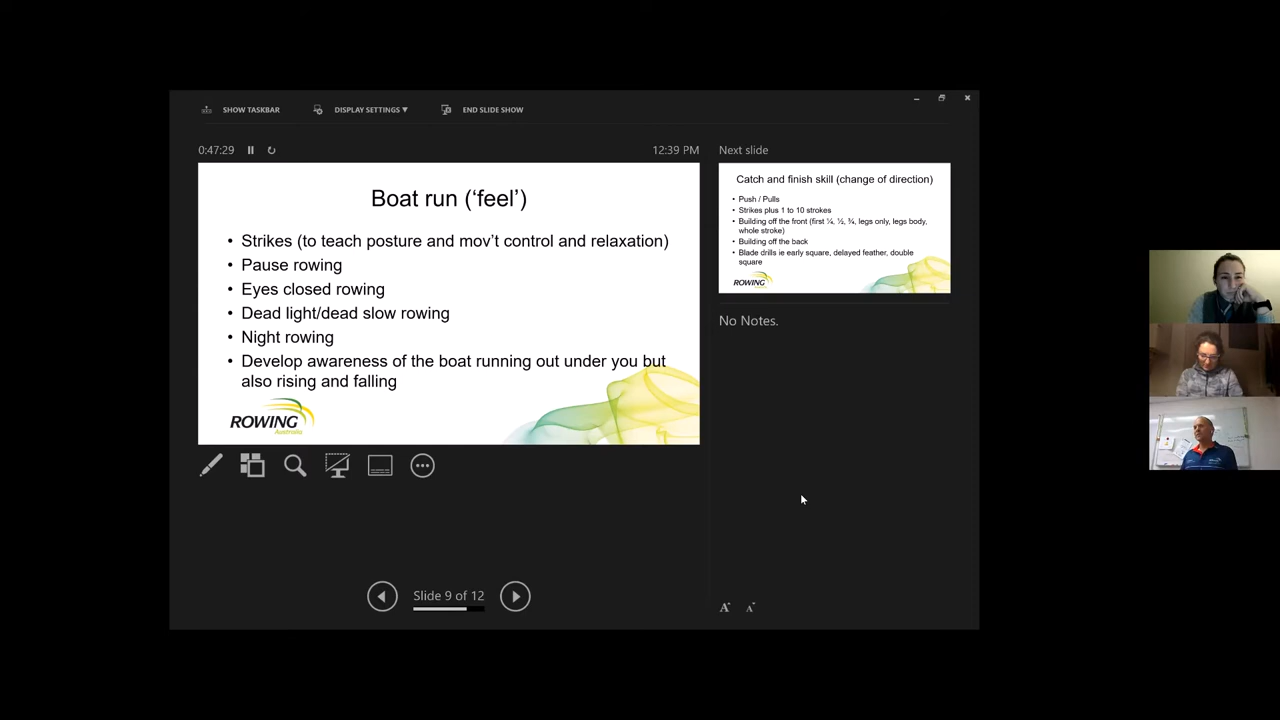 SHOW TASKBAR
DISPLAY SETTINGS ▼
END SLIDE SHOW
0:47:29
12:39 PM
Boat run (‘feel’)
• Strikes (to teach posture and mov’t control and relaxation)
• Pause rowing
• Eyes closed rowing
• Dead light/dead slow rowing
• Night rowing
• Develop awareness of the boat running out under you but
also rising and falling
ROWING
Australia
Slide 9 of 12
Next slide
Catch and finish skill (change of direction)
• Push / Pulls
• Strikes plus 1 to 10 strokes
• Building off the front (first ¼, ½, ¾, legs only, legs body,
whole stroke)
• Building off the back
• Blade drills ie early square, delayed feather, double
square
ROWING
No Notes.
A A